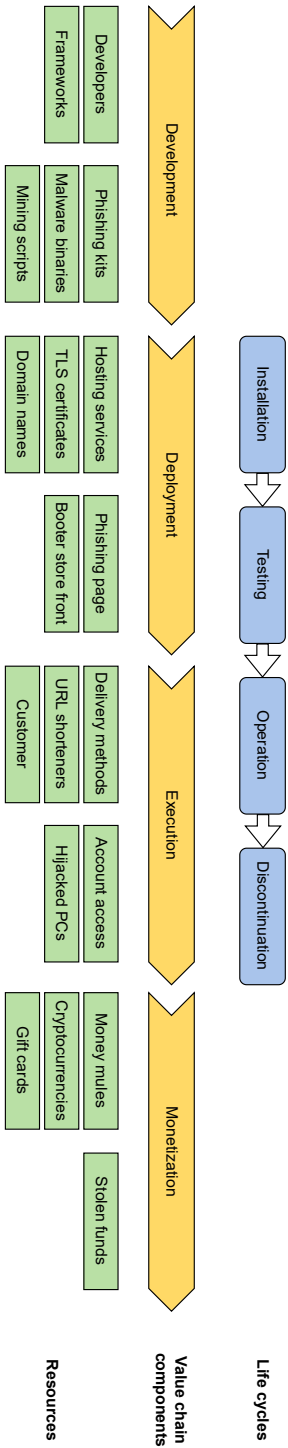 Installation
Testing
Operation
Discontinuation
Life cycles
Development
Deployment
Execution
Monetization
Value chain
components
Developers
Frameworks
Phishing kits
Malware binaries
Mining scripts
Hosting services
TLS certificates
Domain names
Phishing page
Booter store front
Delivery methods
URL shorteners
Customer
Account access
Hijacked PCs
Money mules
Cryptocurrencies
Gift cards
Stolen funds
Resources